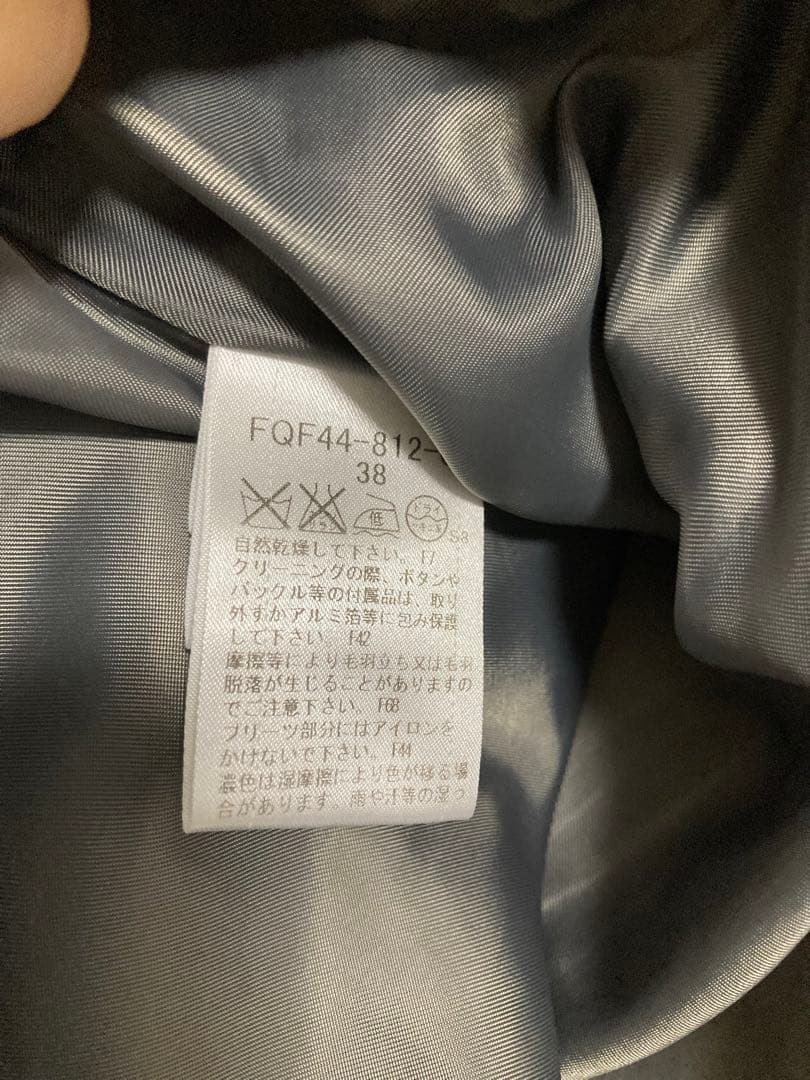 FQF44-812-
38
低 ドライ
自然乾燥して下さい。F7
クリーニングの際、ボタンや
バックル等の付属品は、取り
外すかアルミ箔等に包み保護
して下さい。F42
摩擦等により毛羽立ち又は毛羽
脱落が生じることがありますの
でご注意下さい。F68
プリーツ部分にはアイロンを
かけないで下さい。F44
濃色は湿摩擦により色が移る場
合があります。雨や汗等の湿っ